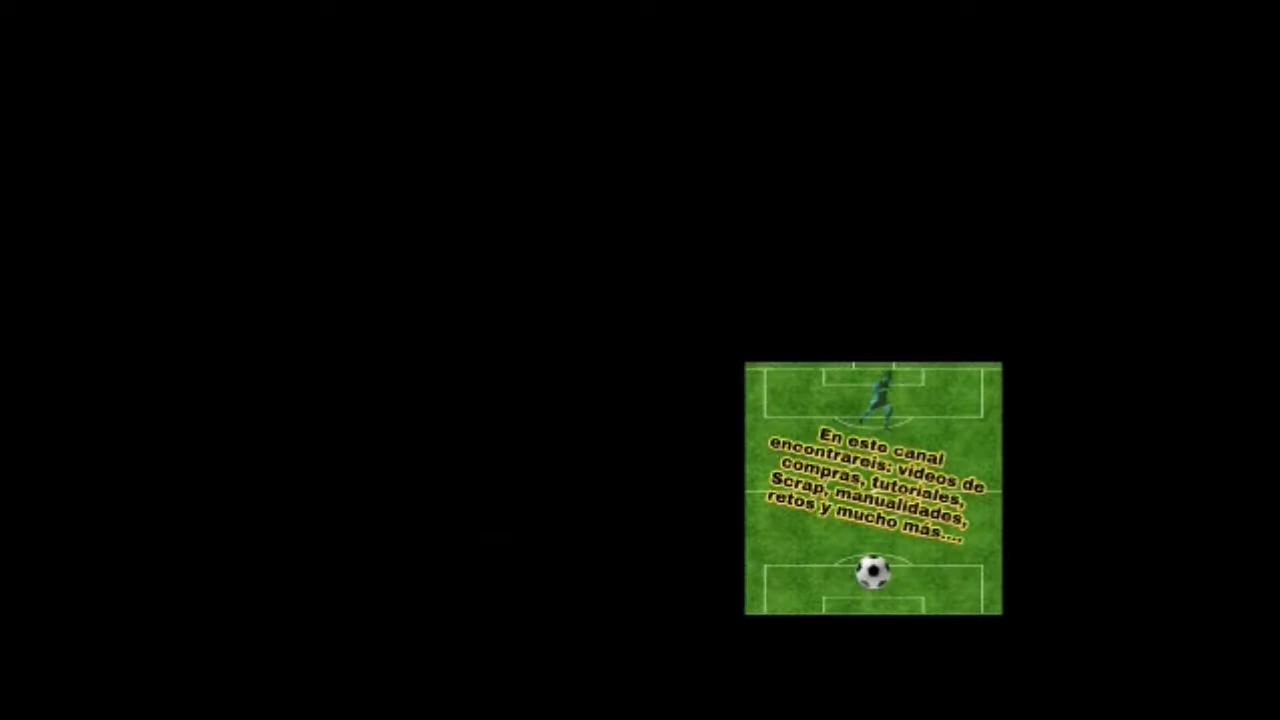 En este canal
encontrareis: videos de
compras, tutoriales,
Scrap, manualidades,
retos y mucho más....